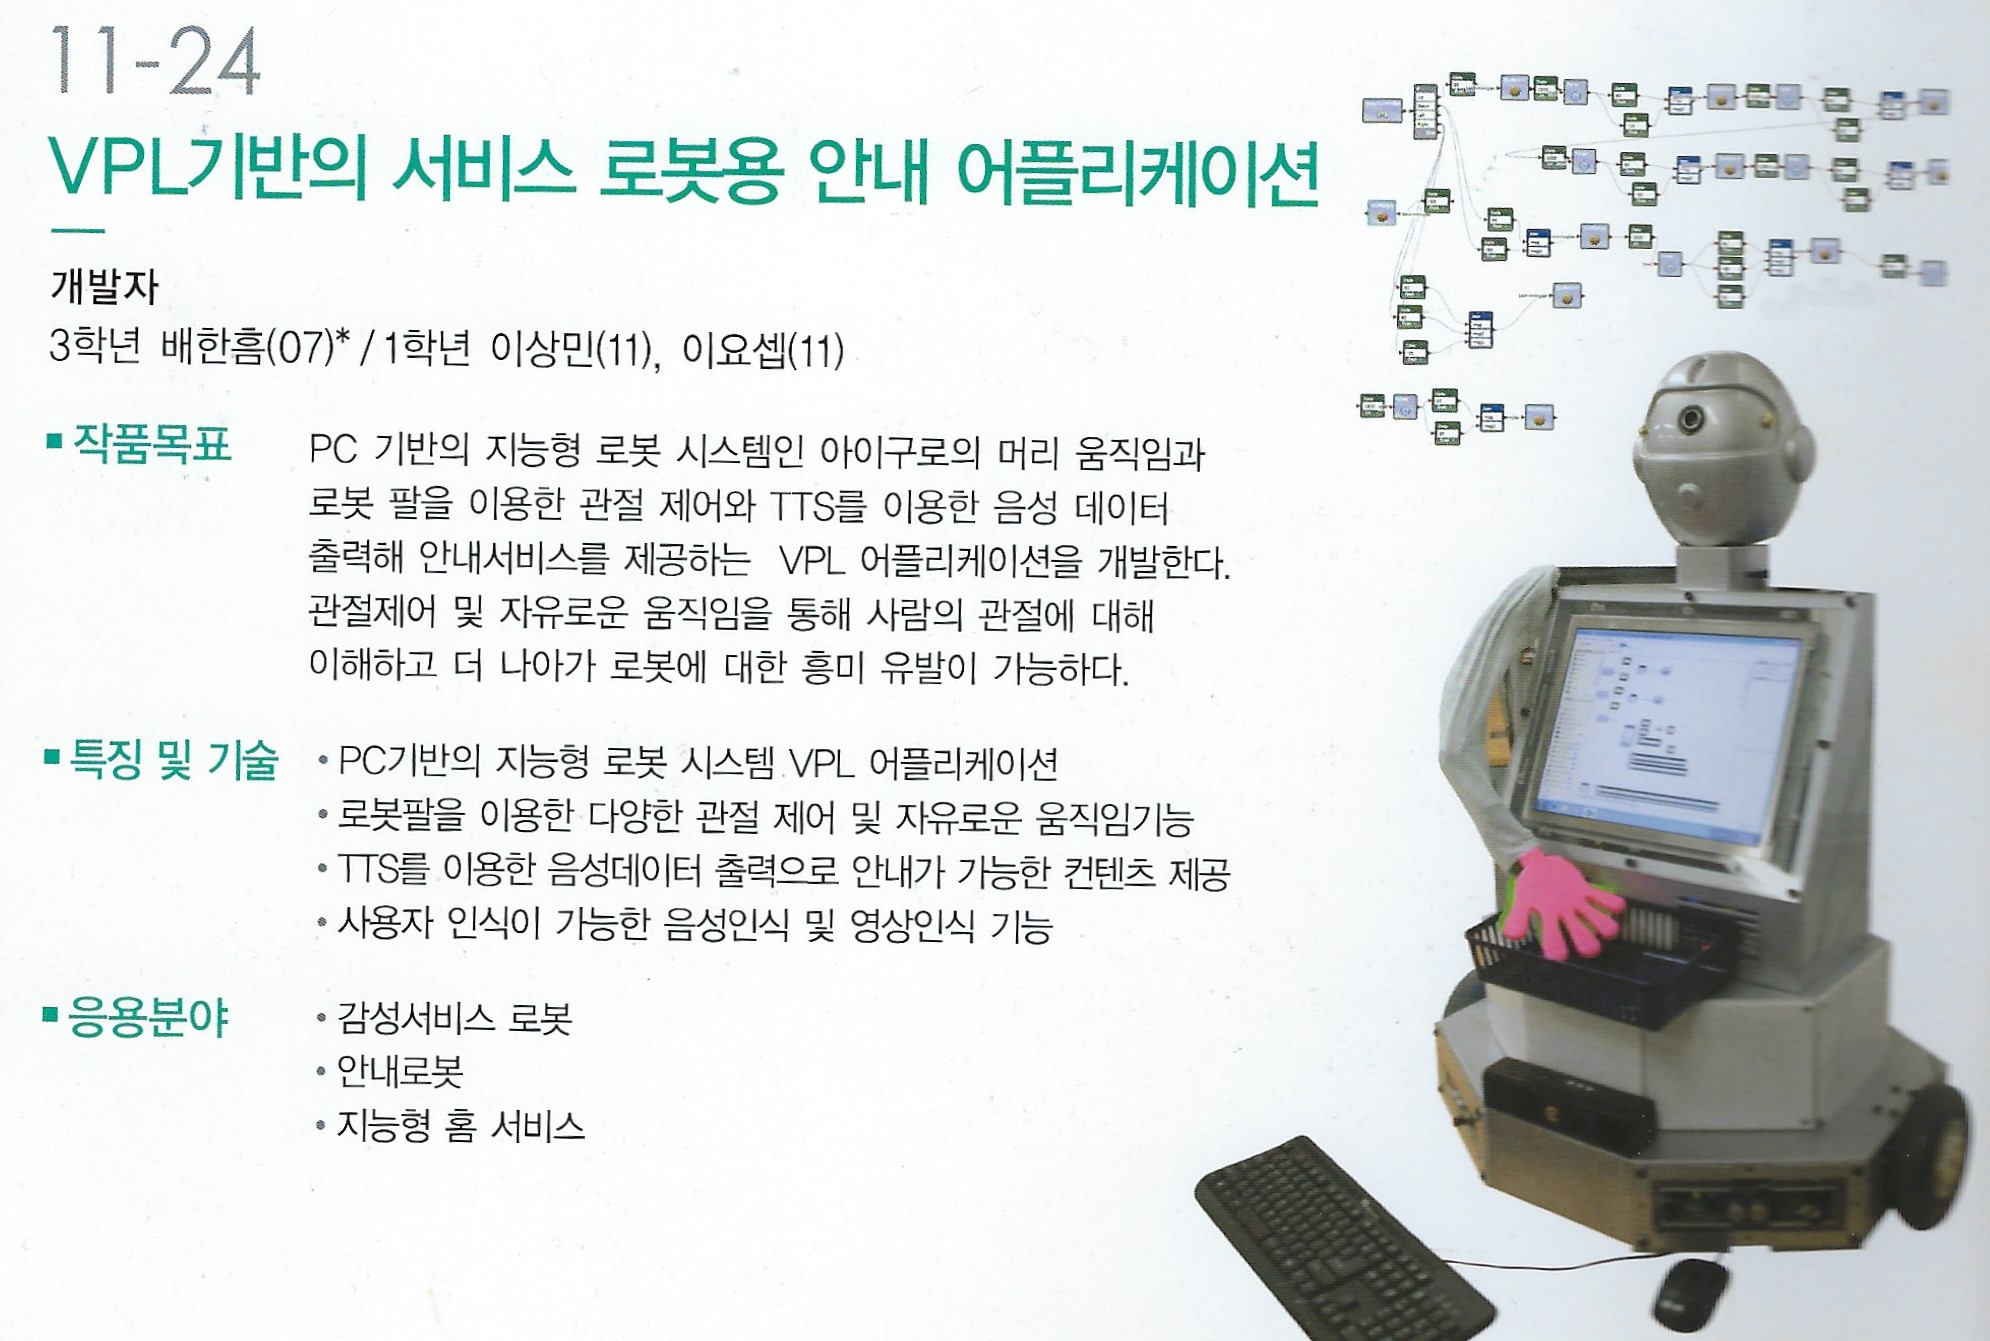 11-24
VPL기반의 서비스 로봇용 안내 어플리케이션
개발자
3학년 배한흠(07)* / 1학년 이상민(11), 이요셉(11)
▪ 작품목표
PC 기반의 지능형 로봇 시스템인 아이구로의 머리 움직임과
로봇 팔을 이용한 관절 제어와 TTS를 이용한 음성 데이터
출력해 안내서비스를 제공하는 VPL 어플리케이션을 개발한다.
관절제어 및 자유로운 움직임을 통해 사람의 관절에 대해
이해하고 더 나아가 로봇에 대한 흥미 유발이 가능하다.
▪ 특징 및 기술
• PC기반의 지능형 로봇 시스템 VPL 어플리케이션
• 로봇팔을 이용한 다양한 관절 제어 및 자유로운 움직임기능
• TTS를 이용한 음성데이터 출력으로 안내가 가능한 컨텐츠 제공
• 사용자 인식이 가능한 음성인식 및 영상인식 기능
▪ 응용분야
• 감성서비스 로봇
• 안내로봇
• 지능형 홈 서비스